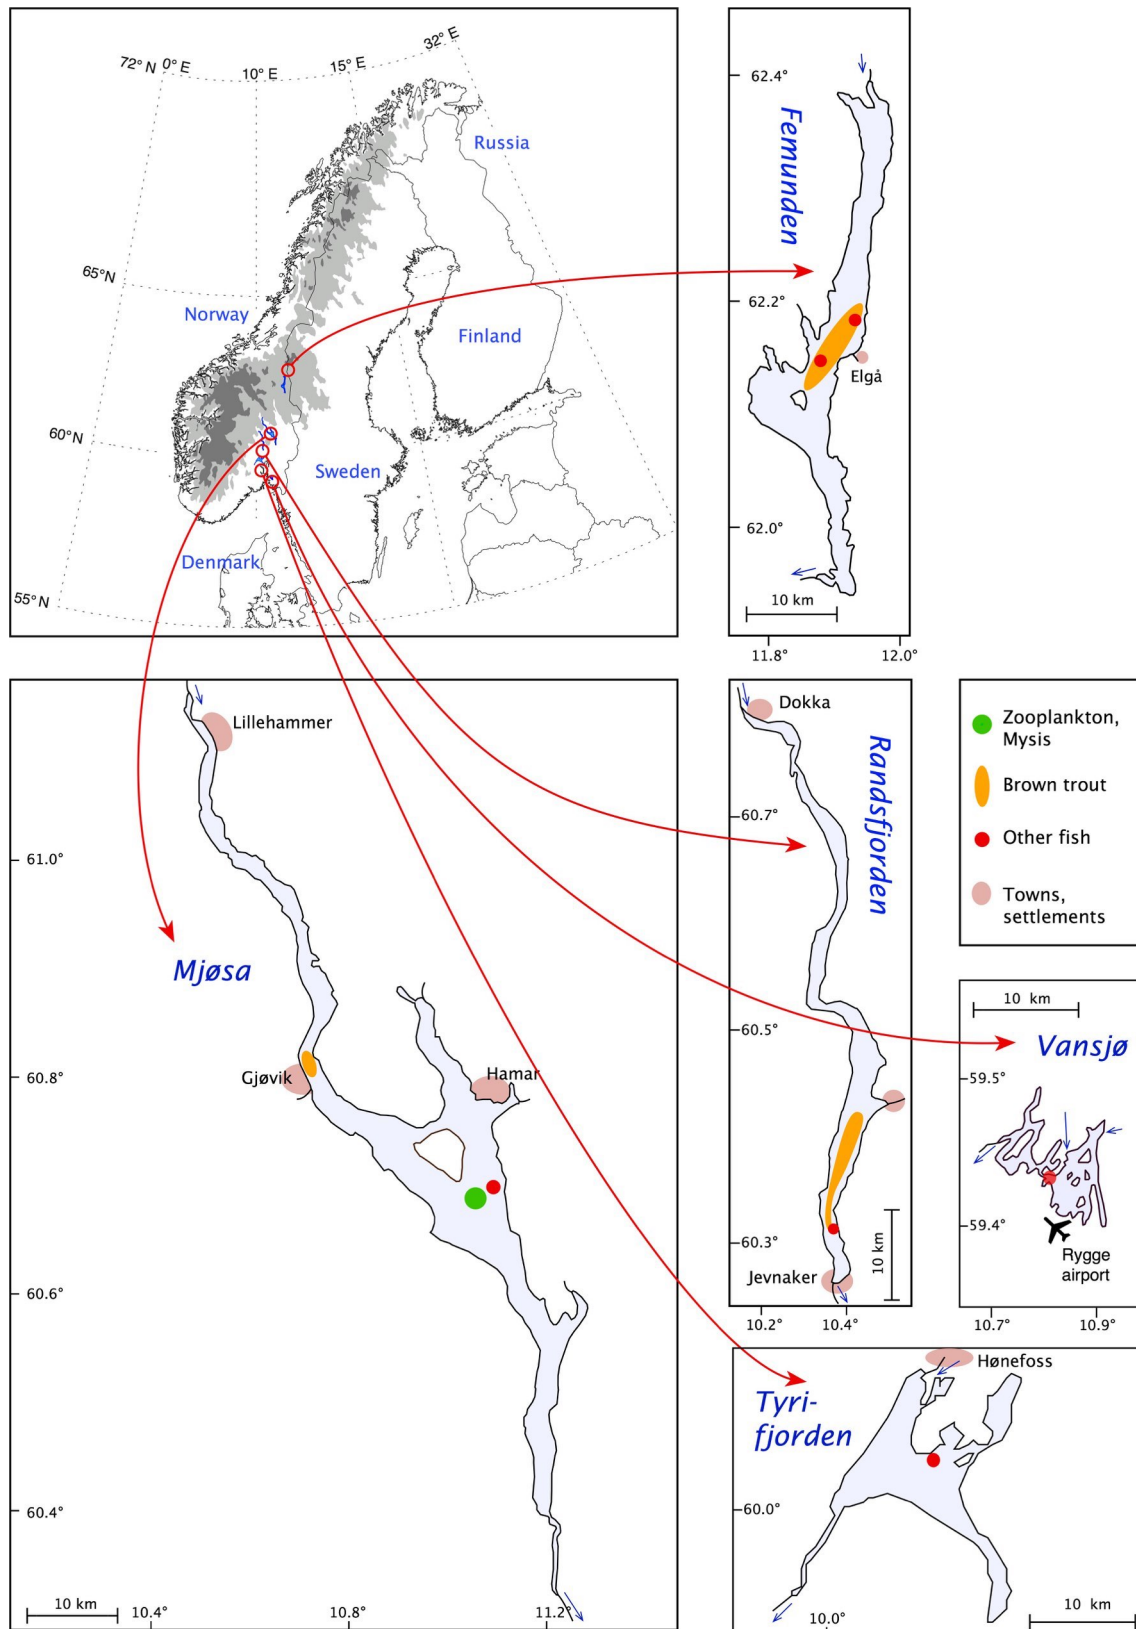 72° N
0° E
10° E
15° E
32° E
Russia
65°N
Norway
Finland
60°N
Sweden
Denmark
55° N
62.4°
Femunden
62.2°
Elgå
62.0°
10 km
11.8°
12.0°
Lillehammer
61.0°
Mjøsa
Gjøvik
Hamar
60.8°
60.6°
60.4°
10 km
10.4°
10.8°
11.2°
Dokka
Randsfjorden
60.7°
60.5°
60.3°
10 km
Jevnaker
10.2°
10.4°
Zooplankton,
Mysis
Brown trout
Other fish
Towns,
settlements
10 km
Vansjø
59.5°
59.4°
Rygge
airport
10.7°
10.9°
Hønefoss
Tyri-
fjorden
60.0°
10.0°
10 km